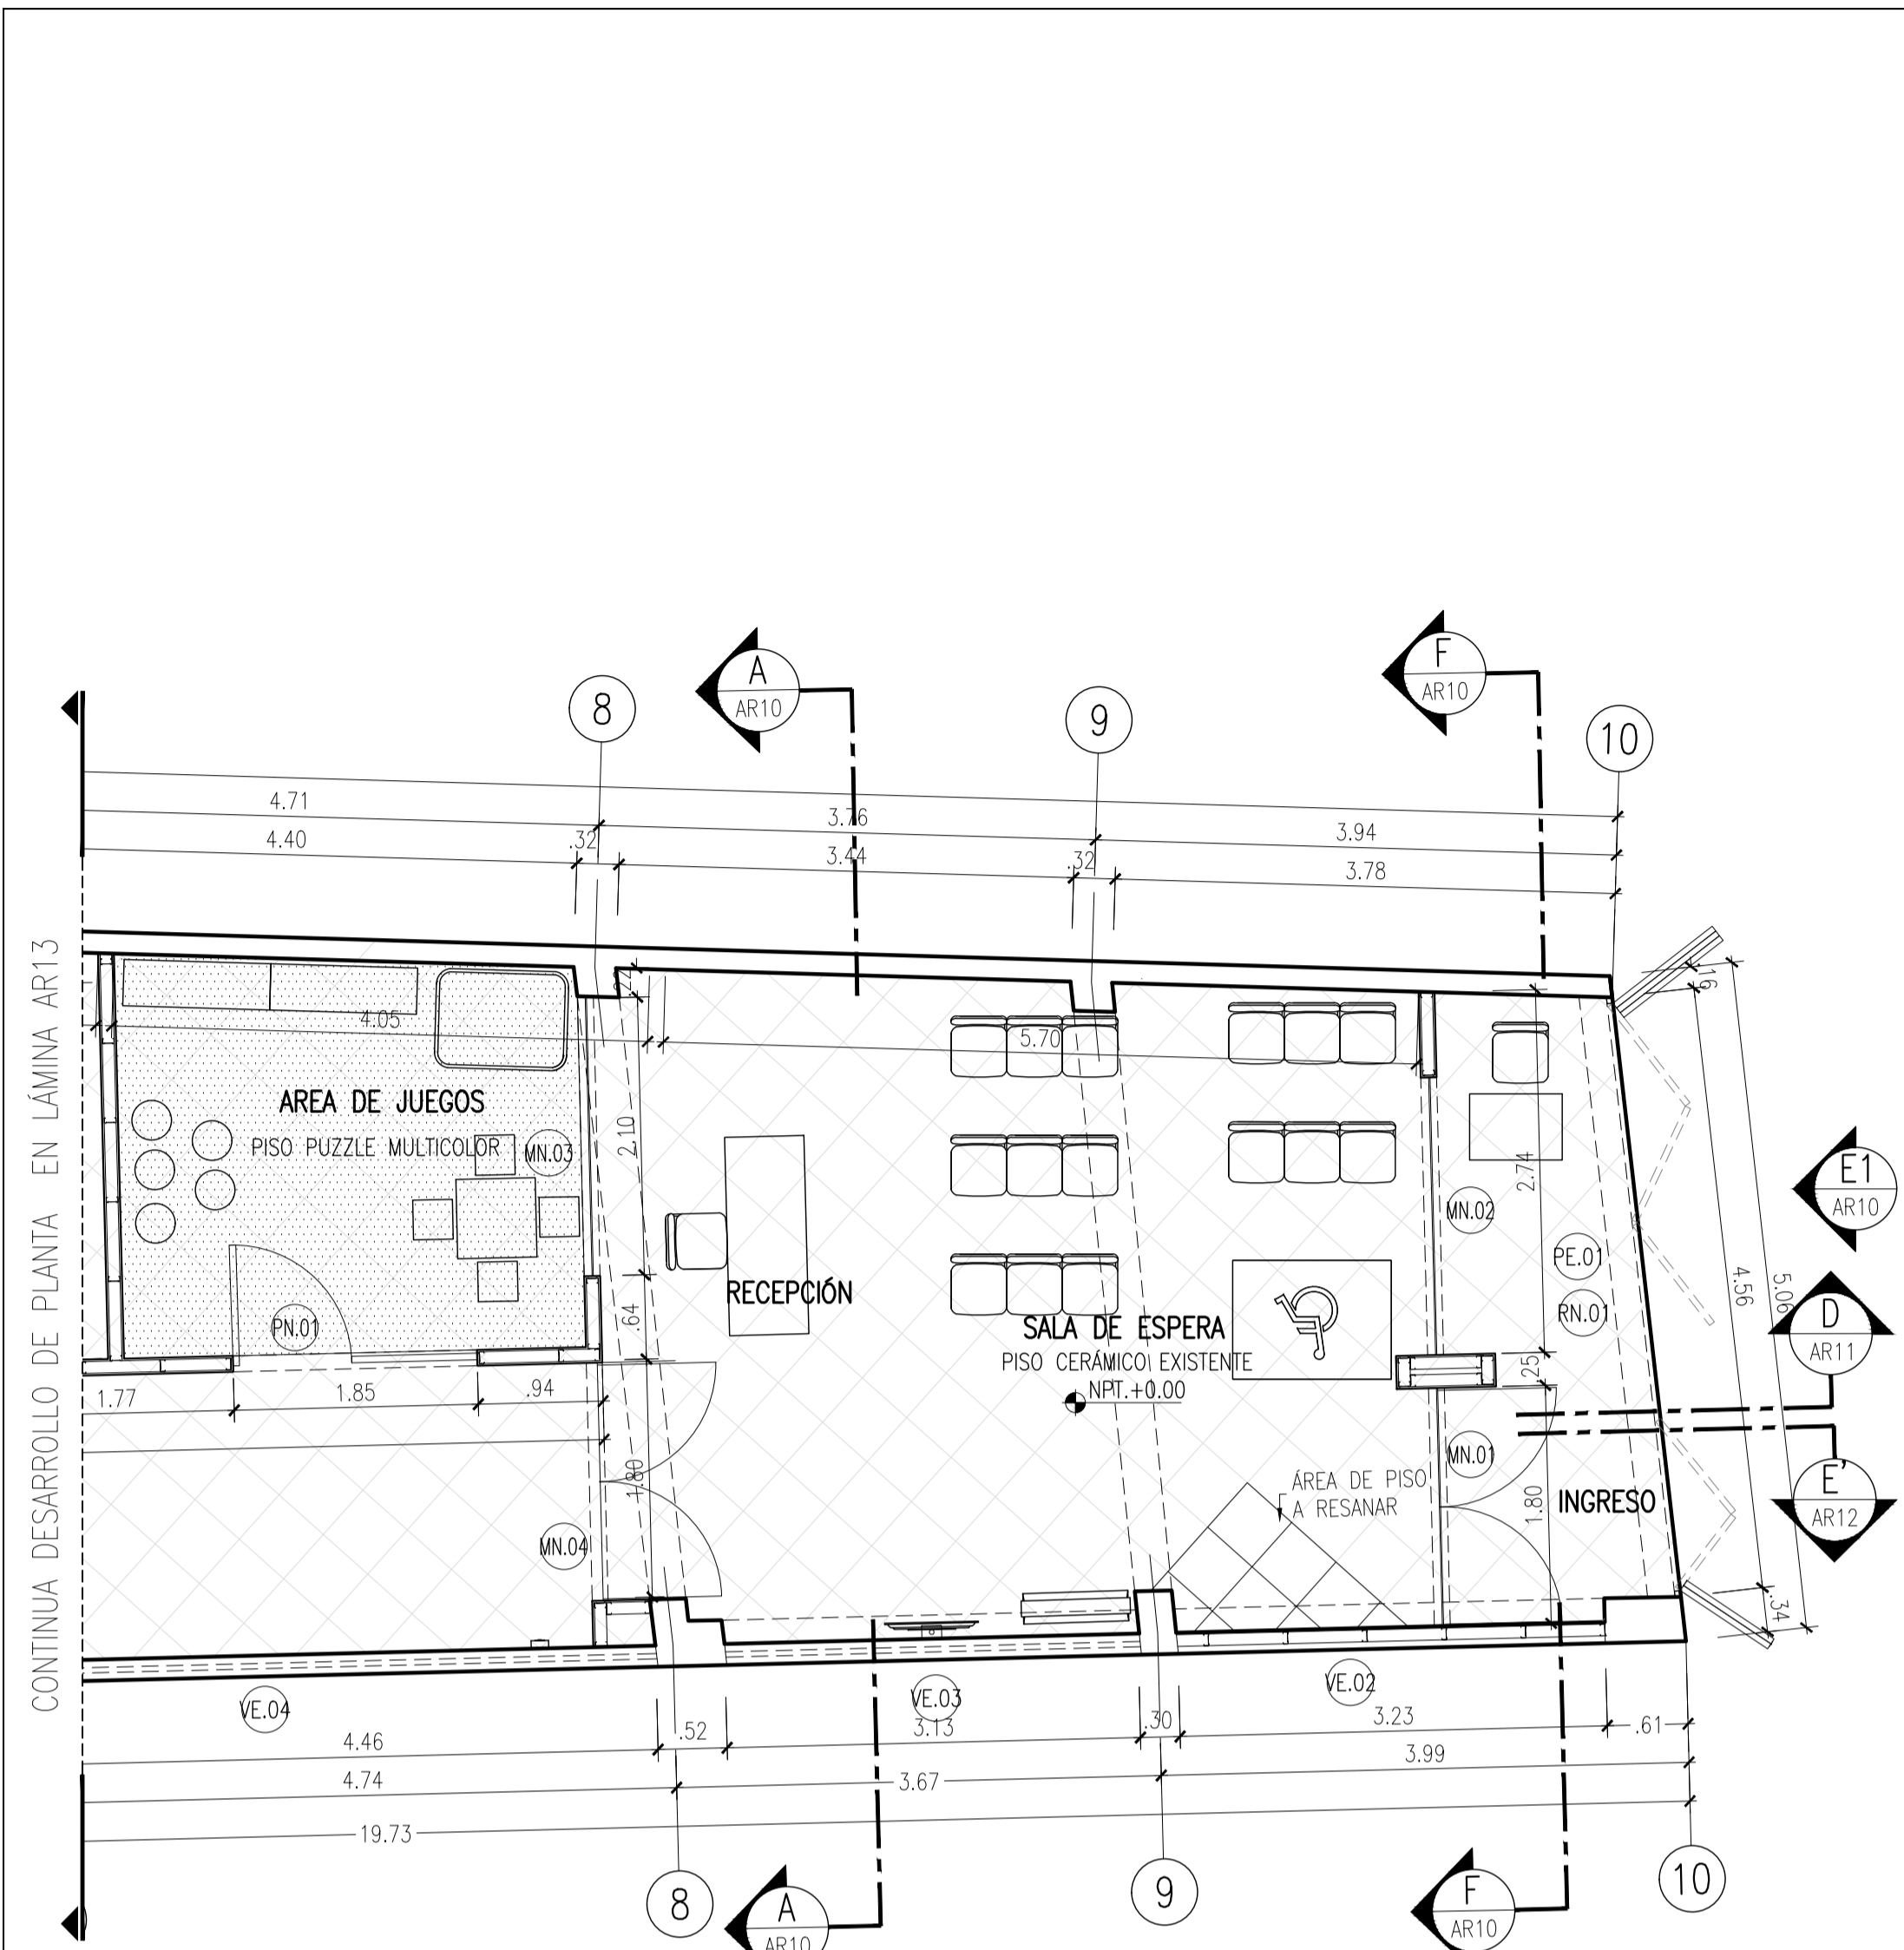 F
AR10
A
AR10
8
9
10
4.71
3.76
3.94
4.40
.32
3.44
.32
3.78
.16
4.05
5.70
AREA DE JUEGOS
PISO PUZZLE MULTICOLOR
MN.03
2.10
2.74
MN.02
E1
AR10
PE.01
RN.01
4.56
5.06
RECEPCIÓN
PN.01
.64
SALA DE ESPERA
PISO CERÁMICO EXISTENTE
NPT.+0.00
D
AR11
.25
1.77
1.85
.94
1.80
MN.01
ÁREA DE PISO
A RESANAR
INGRESO
1.80
E'
AR12
MN.04
.34
CONTINUA DESARROLLO DE PLANTA EN LÁMINA AR13
VE.04
VE.03
VE.02
4.46
.52
3.13
.30
3.23
.61
4.74
3.67
3.99
19.73
8
9
10
A
AR10
F
AR10